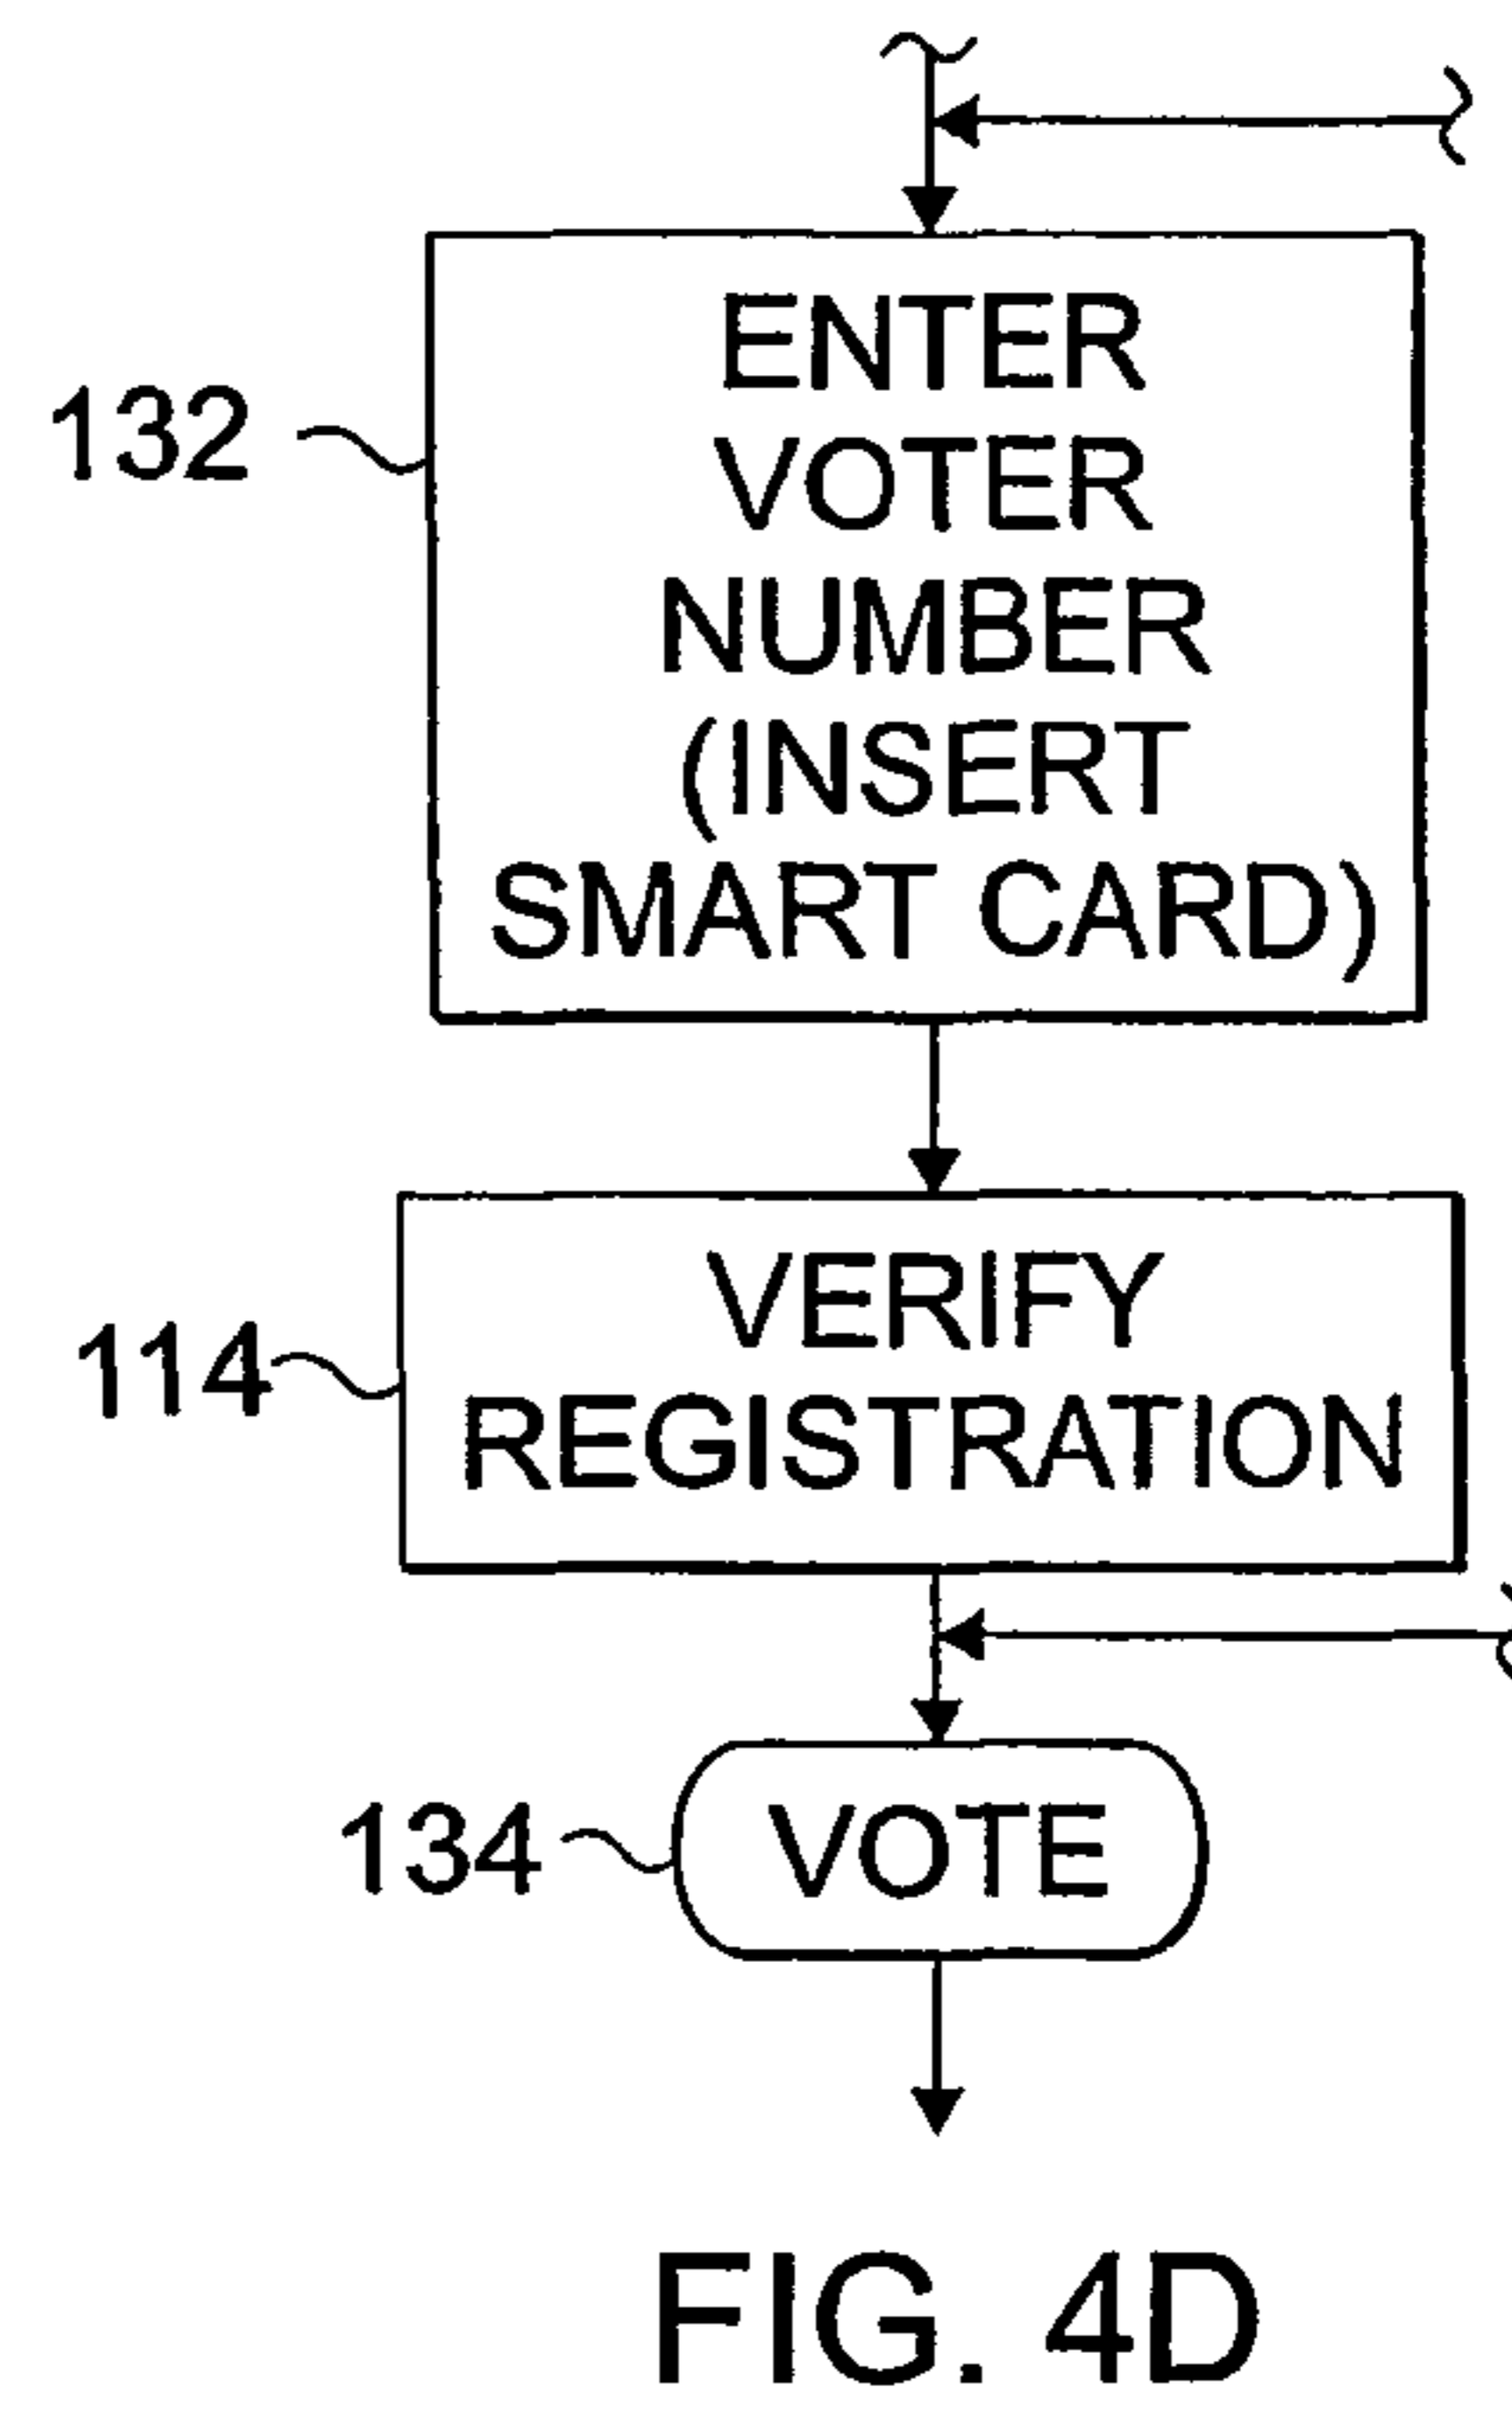 132
ENTER
VOTER
NUMBER
(INSERT
SMART CARD)
114
VERIFY
REGISTRATION
134
VOTE
FIG. 4D